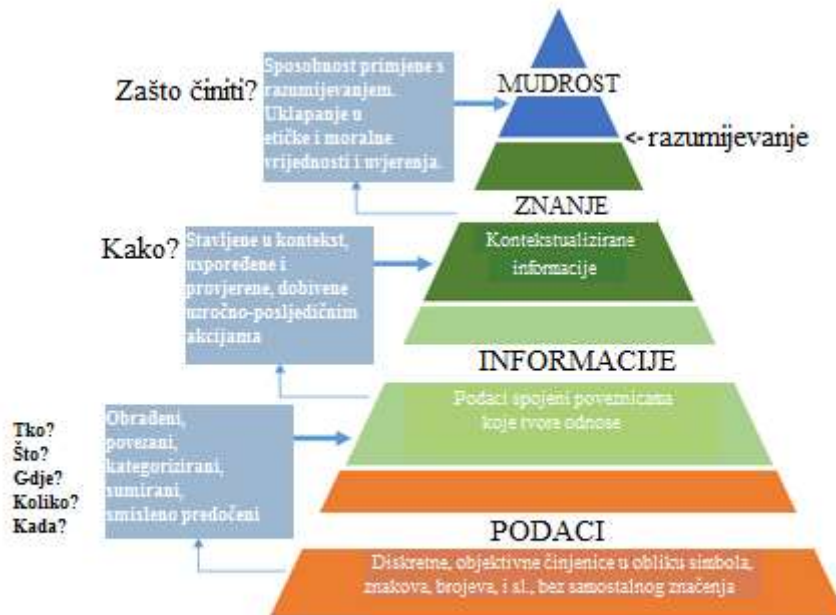 Zašto činiti?
Sposobnost primjene s
razumijevanjem.
Uklapanje u
etičke i moralne
vrijednosti i uvjerenja.
MUDROST
<- razumijevanje
ZNANJE
Kako?
Stavljene u kontekst,
uspoređene i
provjerene, dobivene
uzročno-posljedičnim
akcijama
Kontekstualizirane
informacije
INFORMACIJE
Tko?
Što?
Gdje?
Koliko?
Kada?
Obrađeni,
povezani,
kategorizirani,
sumirani,
smisleno predočeni
Podaci spojeni poveznicama
koje tvore odnose
PODACI
Diskretne, objektivne činjenice u obliku simbola,
znakova, brojeva, i sl., bez samostalnog značenja